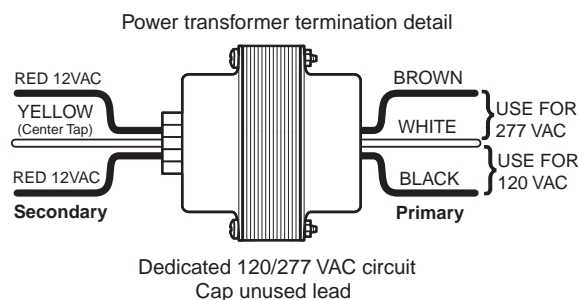 Power transformer termination detail
RED 12VAC
YELLOW
(Center Tap)
RED 12VAC
Secondary
BROWN
WHITE
BLACK
Primary
USE FOR
277 VAC
USE FOR
120 VAC
Dedicated 120/277 VAC circuit
Cap unused lead